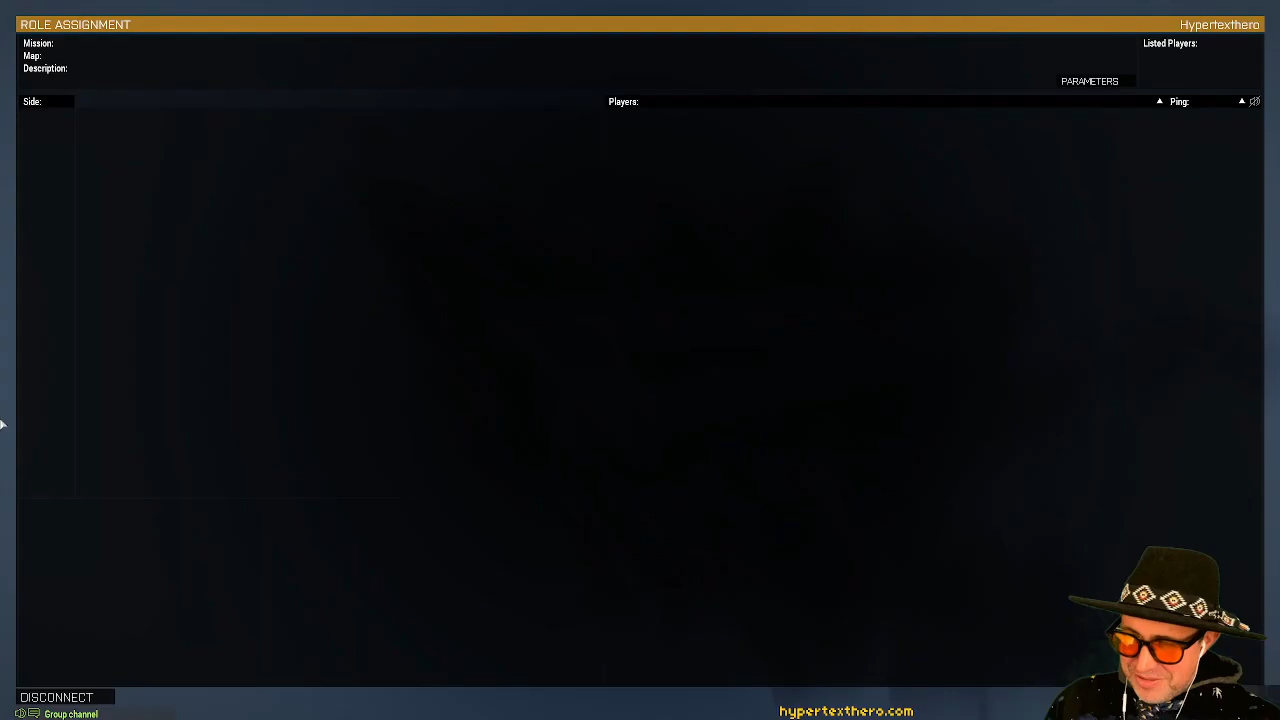 ROLE ASSIGNMENT Hypertexthero
Mission: Listed Players:
Map:
Description:
PARAMETERS
Side: Players: Ping:
DISCONNECT
Group channel
hypertexthero.com